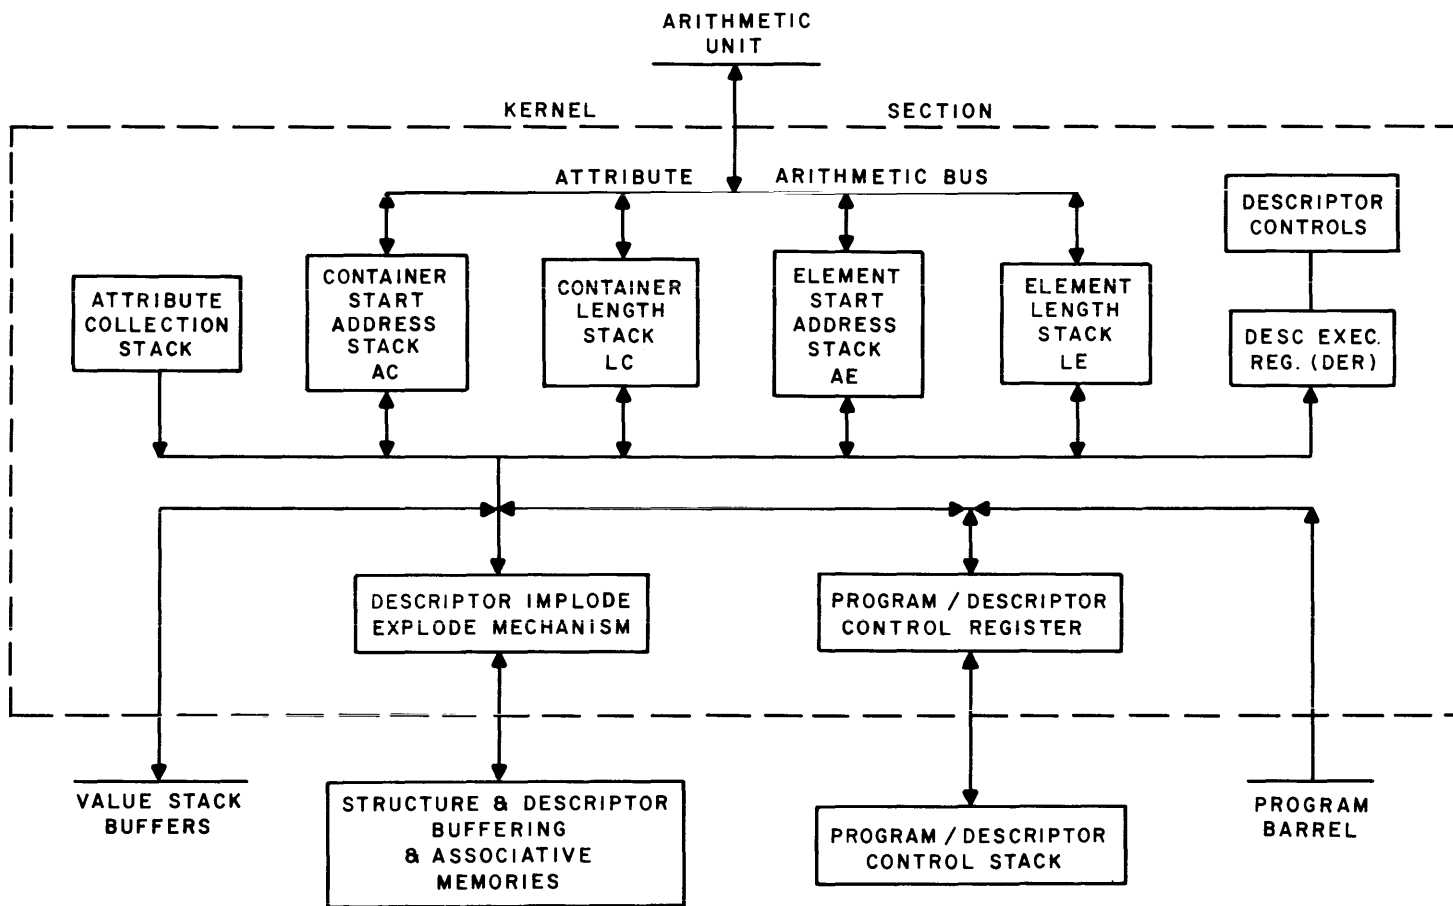 ARITHMETIC
UNIT
KERNEL SECTION
ATTRIBUTE ARITHMETIC BUS
ATTRIBUTE
COLLECTION
STACK
CONTAINER
START
ADDRESS
STACK
AC
CONTAINER
LENGTH
STACK
LC
ELEMENT
START
ADDRESS
STACK
AE
ELEMENT
LENGTH
STACK
LE
DESCRIPTOR
CONTROLS
DESC EXEC.
REG. (DER)
DESCRIPTOR IMPLODE
EXPLODE MECHANISM
PROGRAM / DESCRIPTOR
CONTROL REGISTER
VALUE STACK
BUFFERS
STRUCTURE & DESCRIPTOR
BUFFERING
& ASSOCIATIVE
MEMORIES
PROGRAM / DESCRIPTOR
CONTROL STACK
PROGRAM
BARREL